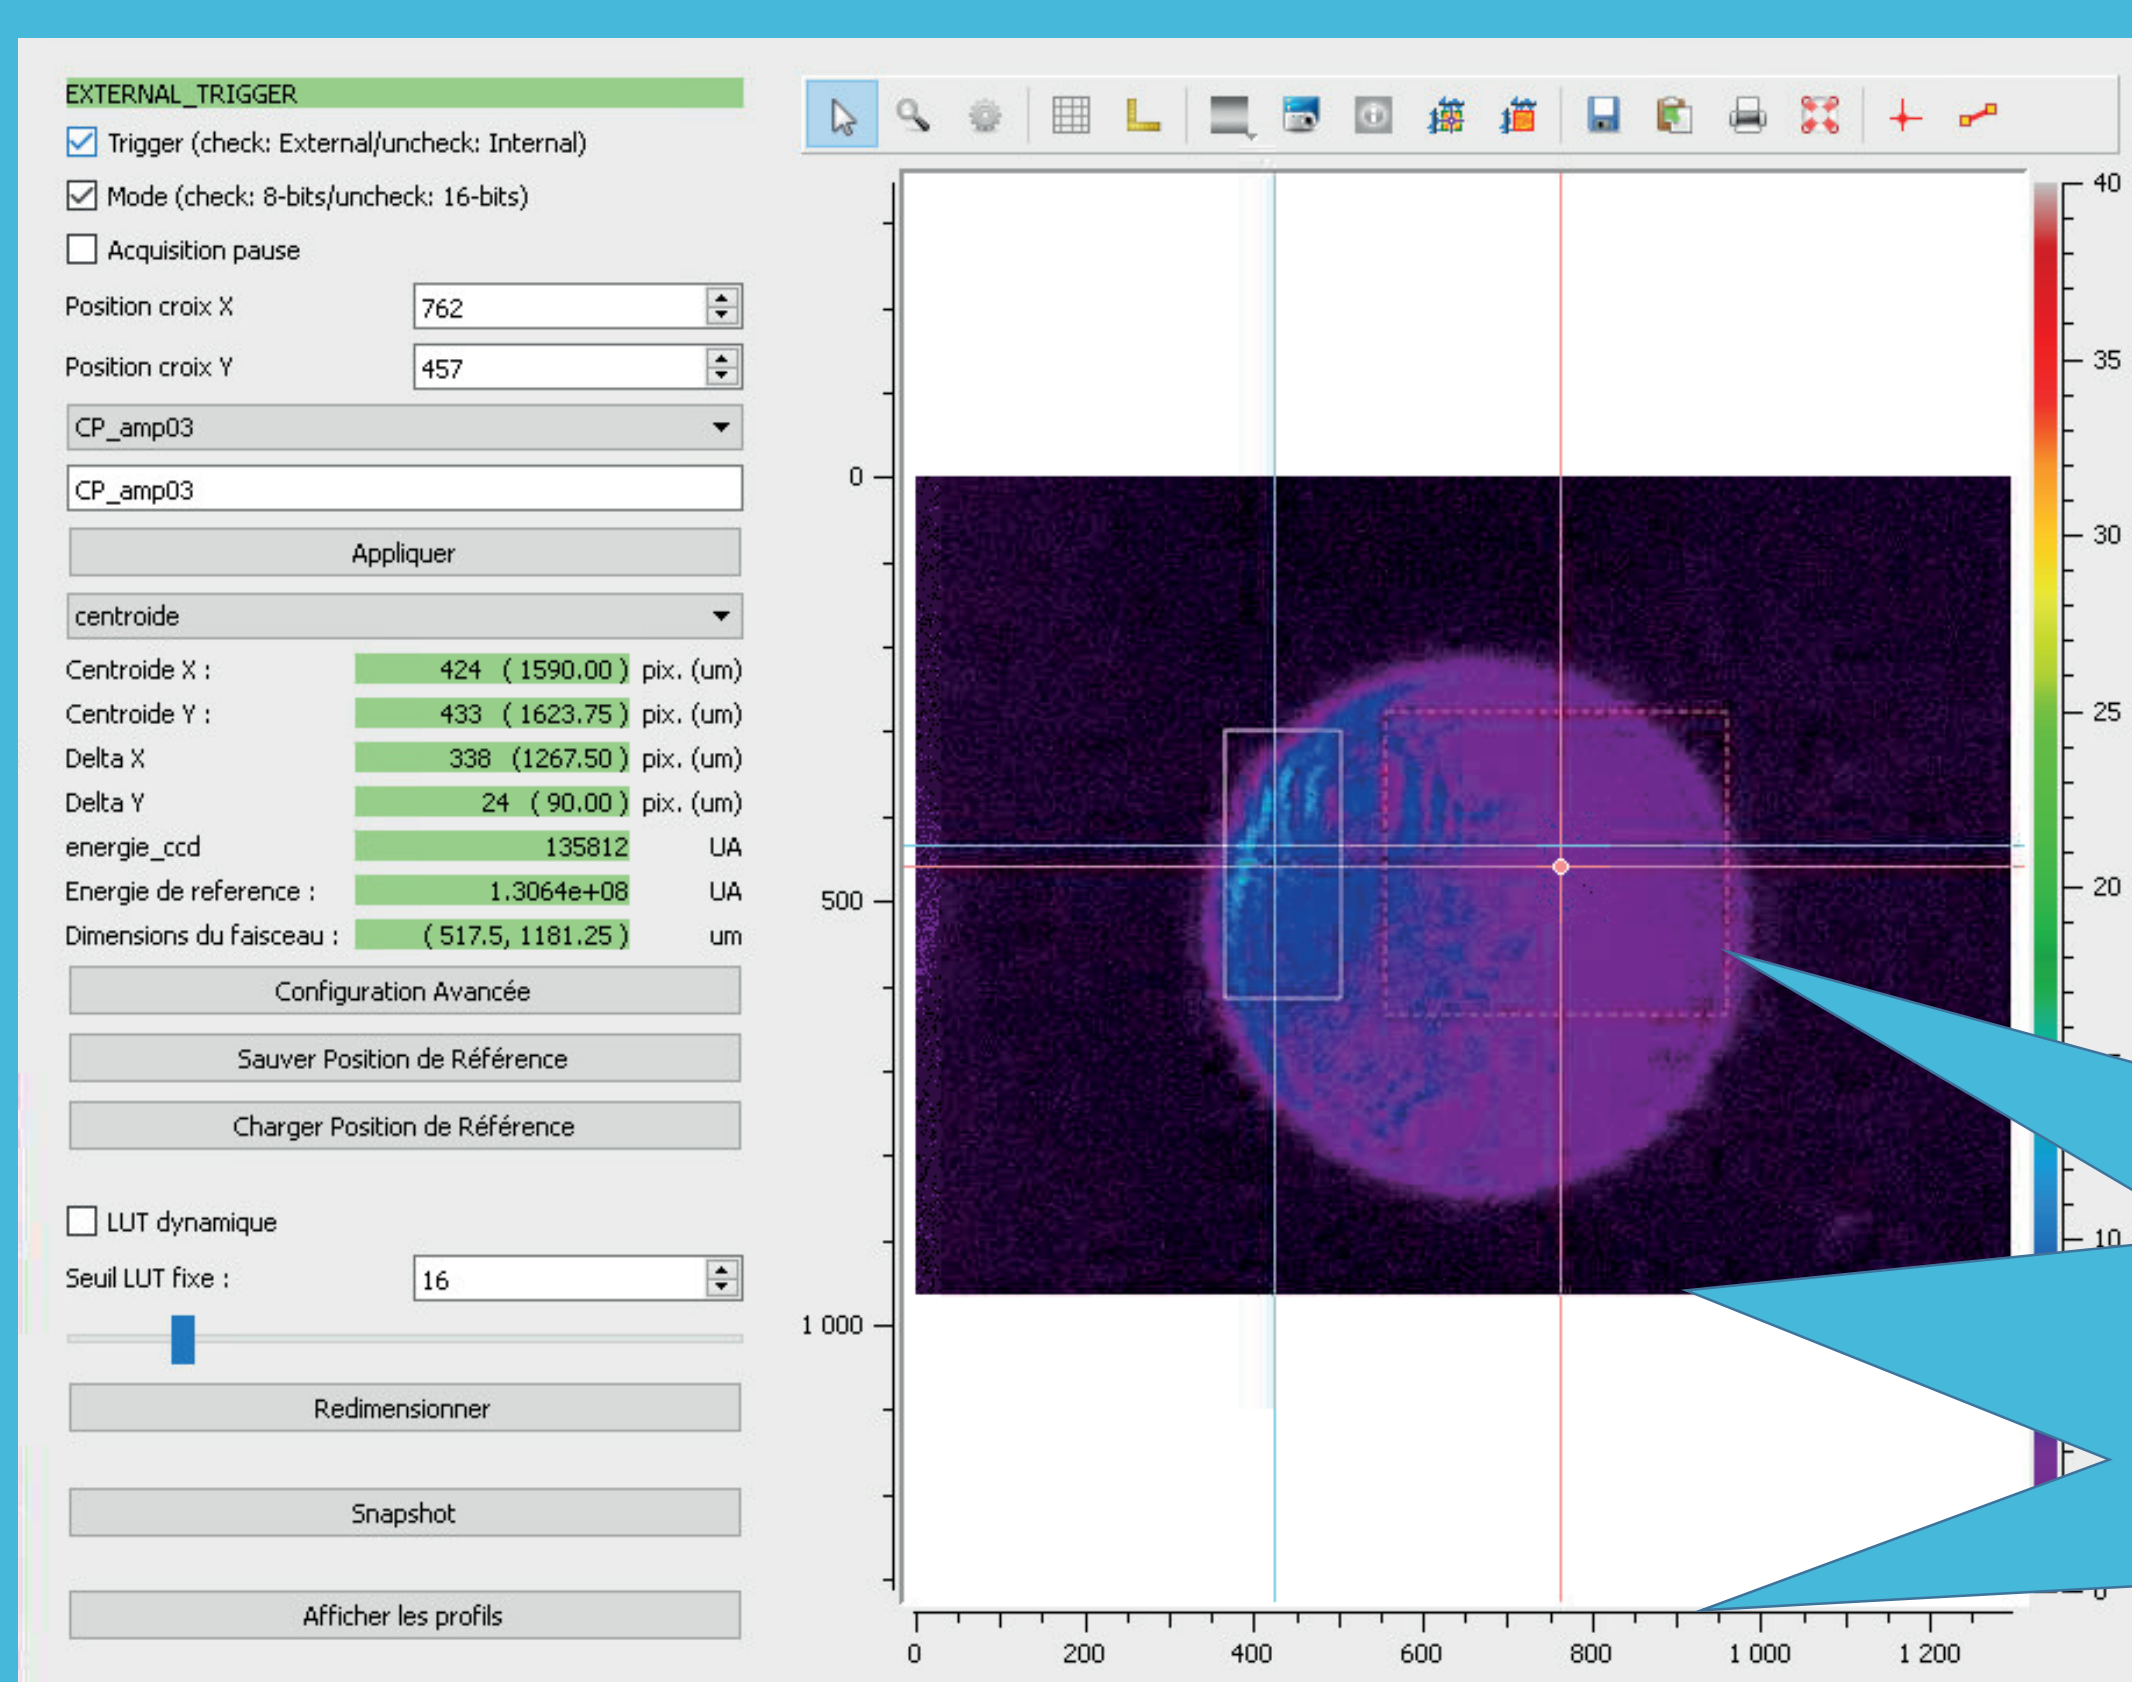 EXTERNAL_TRIGGER
Trigger (check: External/uncheck: Internal)
Mode (check: 8-bits/uncheck: 16-bits)
Acquisition pause
Position croix X 762
Position croix Y 457
CP_amp03
CP_amp03
Appliquer
centroide
Centroide X : 424 ( 1590.00 ) pix. (um)
Centroide Y : 433 ( 1623.75 ) pix. (um)
Delta X 338 (1267.50 ) pix. (um)
Delta Y 24 ( 90.00 ) pix. (um)
energie_ccd 135812 UA
Energie de reference : 1.3064e+08 UA
Dimensions du faisceau : ( 517.5, 1181.25 ) um
Configuration Avancée
Sauver Position de Référence
Charger Position de Référence
LUT dynamique
Seuil LUT fixe : 16
Redimensionner
Snapshot
Afficher les profils
0
500
1 000
0 200 400 600 800 1 000 1 200
40
35
30
25
20
10